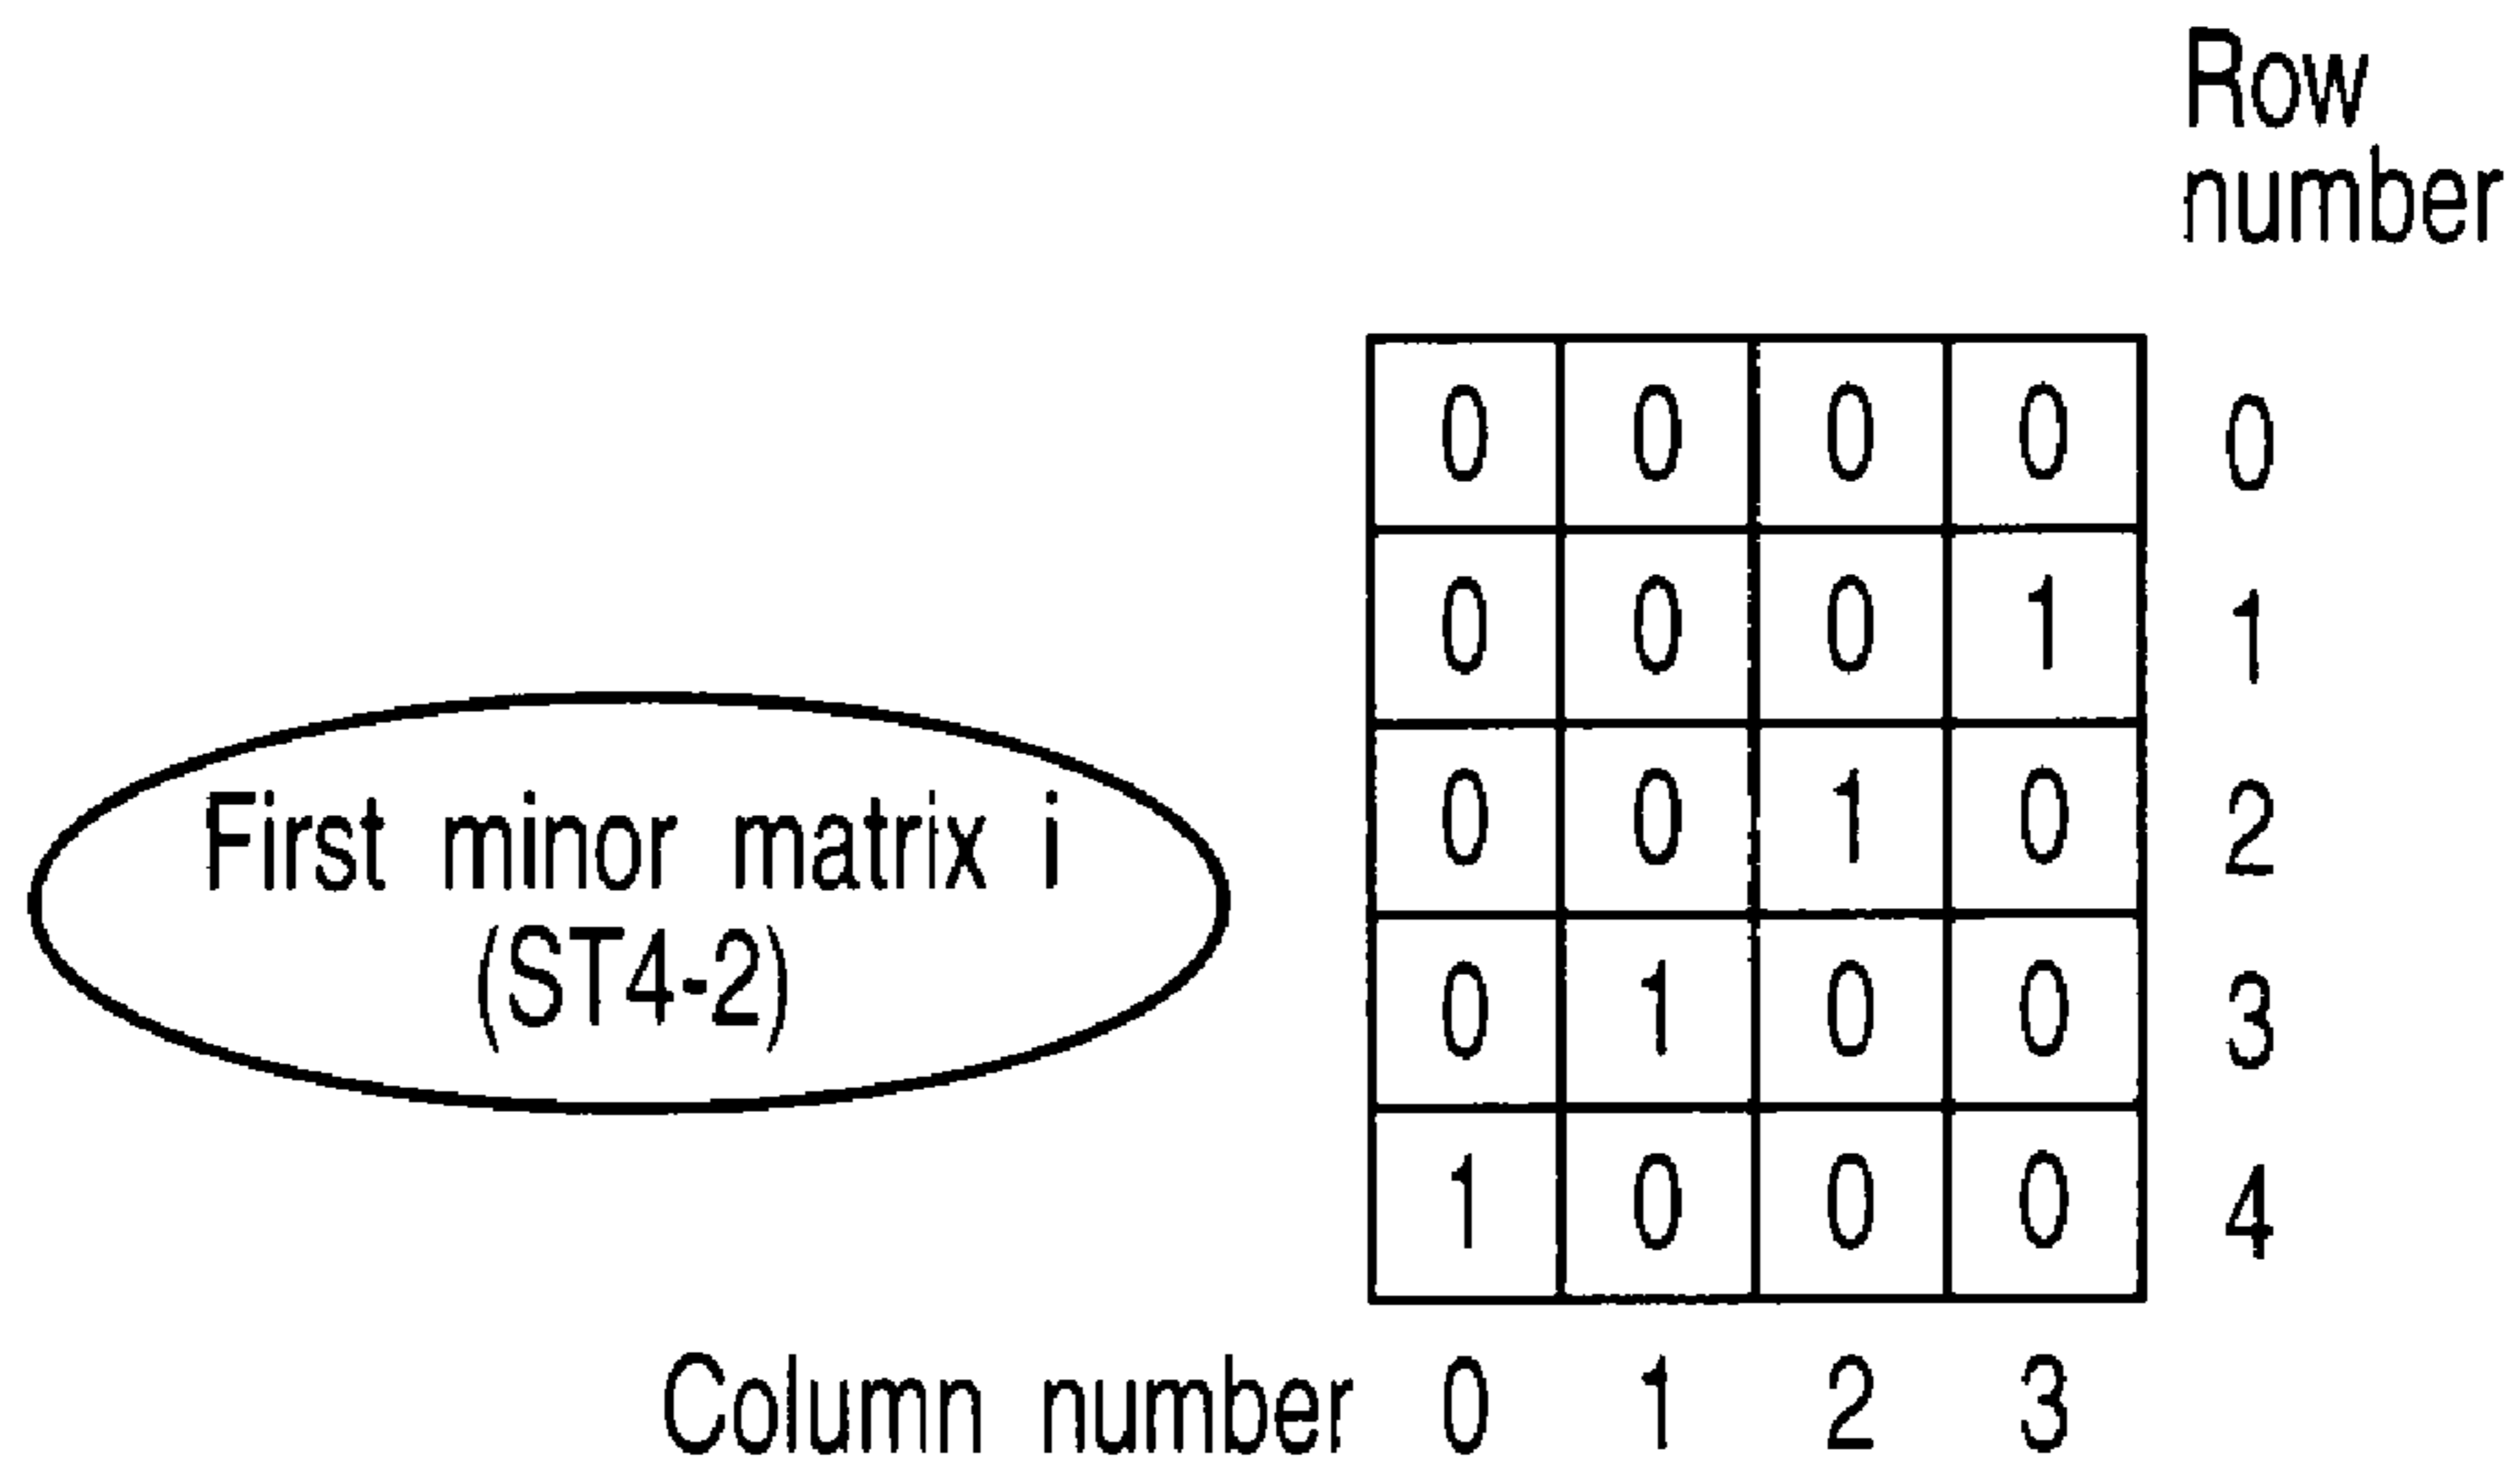 Row
number
0 0 0 0 0
0 0 0 1 1
0 0 1 0 2
0 1 0 0 3
1 0 0 0 4
First minor matrix i
(ST4-2)
Column number 0 1 2 3